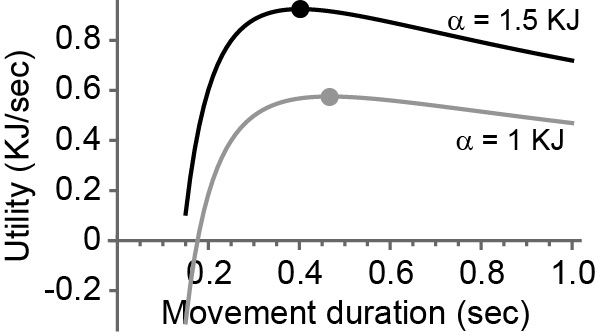 Utility (KJ/sec)
0.8
0.6
0.4
0.2
0
-0.2
α = 1.5 KJ
α = 1 KJ
0.2 0.4 0.6 0.8 1.0
Movement duration (sec)